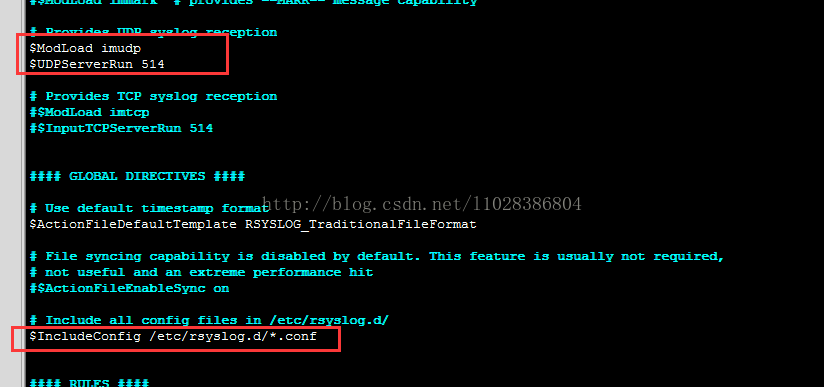 #$ModLoad immark # provides --MARK-- message capability
# Provides UDP syslog reception
$ModLoad imudp
$UDPServerRun 514
# Provides TCP syslog reception
#$ModLoad imtcp
#$InputTCPServerRun 514
#### GLOBAL DIRECTIVES ####
http://blog.csdn.net/l1028386804
# Use default timestamp format
$ActionFileDefaultTemplate RSYSLOG_TraditionalFileFormat
# File syncing capability is disabled by default. This feature is usually not required,
# not useful and an extreme performance hit
#$ActionFileEnableSync on
# Include all config files in /etc/rsyslog.d/
$IncludeConfig /etc/rsyslog.d/*.conf
#### RULES ####